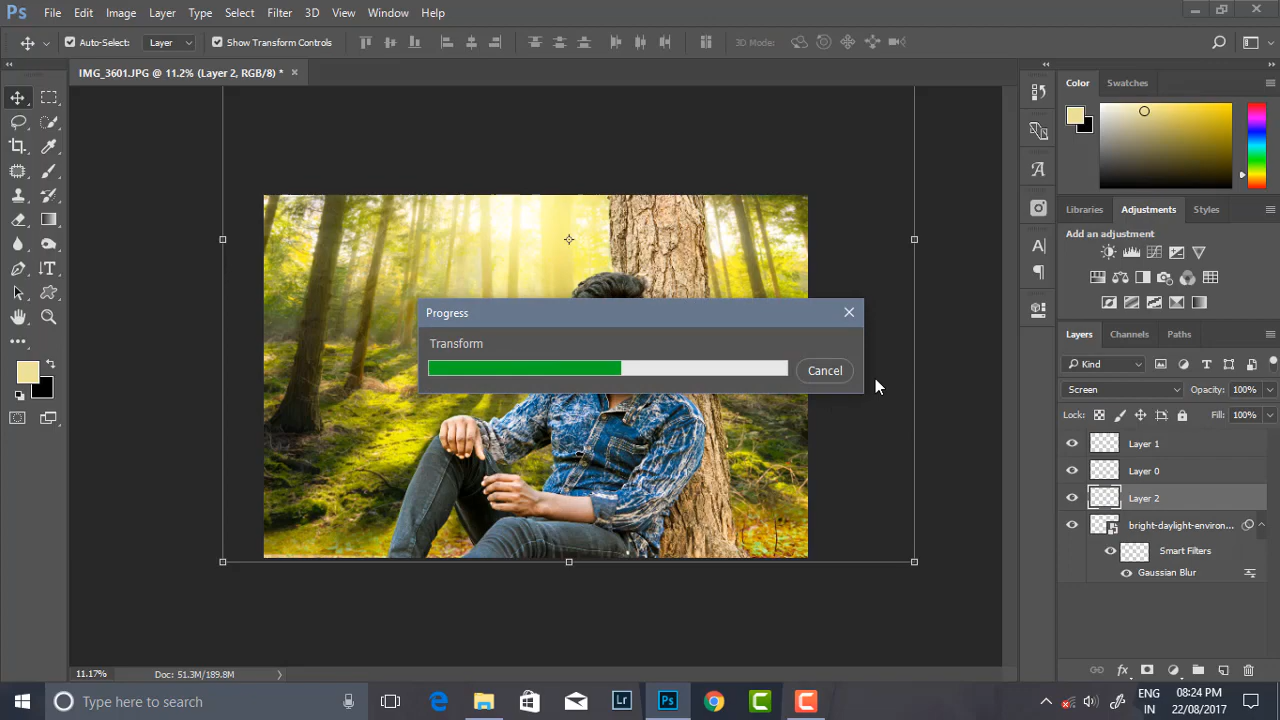 Ps File Edit Image Layer Type Select Filter 3D View Window Help
Auto-Select: Layer Show Transform Controls 3D Mode:
IMG_3601.JPG @ 11.2% (Layer 2, RGB/8) *
Color Swatches
Libraries Adjustments Styles
Add an adjustment
Progress
Transform
Cancel
Layers Channels Paths
Kind
Screen Opacity: 100%
Lock: Fill: 100%
Layer 1
Layer 0
Layer 2
bright-daylight-environ...
Smart Filters
Gaussian Blur
11.17% Doc: 51.3M/189.8M
Type here to search
Lr Ps
ENG
IN
08:24 PM
22/08/2017